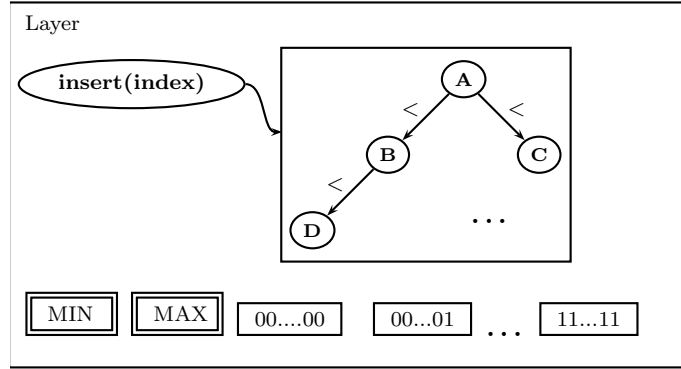 Layer
insert(index)
A
<
<
B
C
<
D
...
MIN
MAX
00....00
00...01
...
11...11